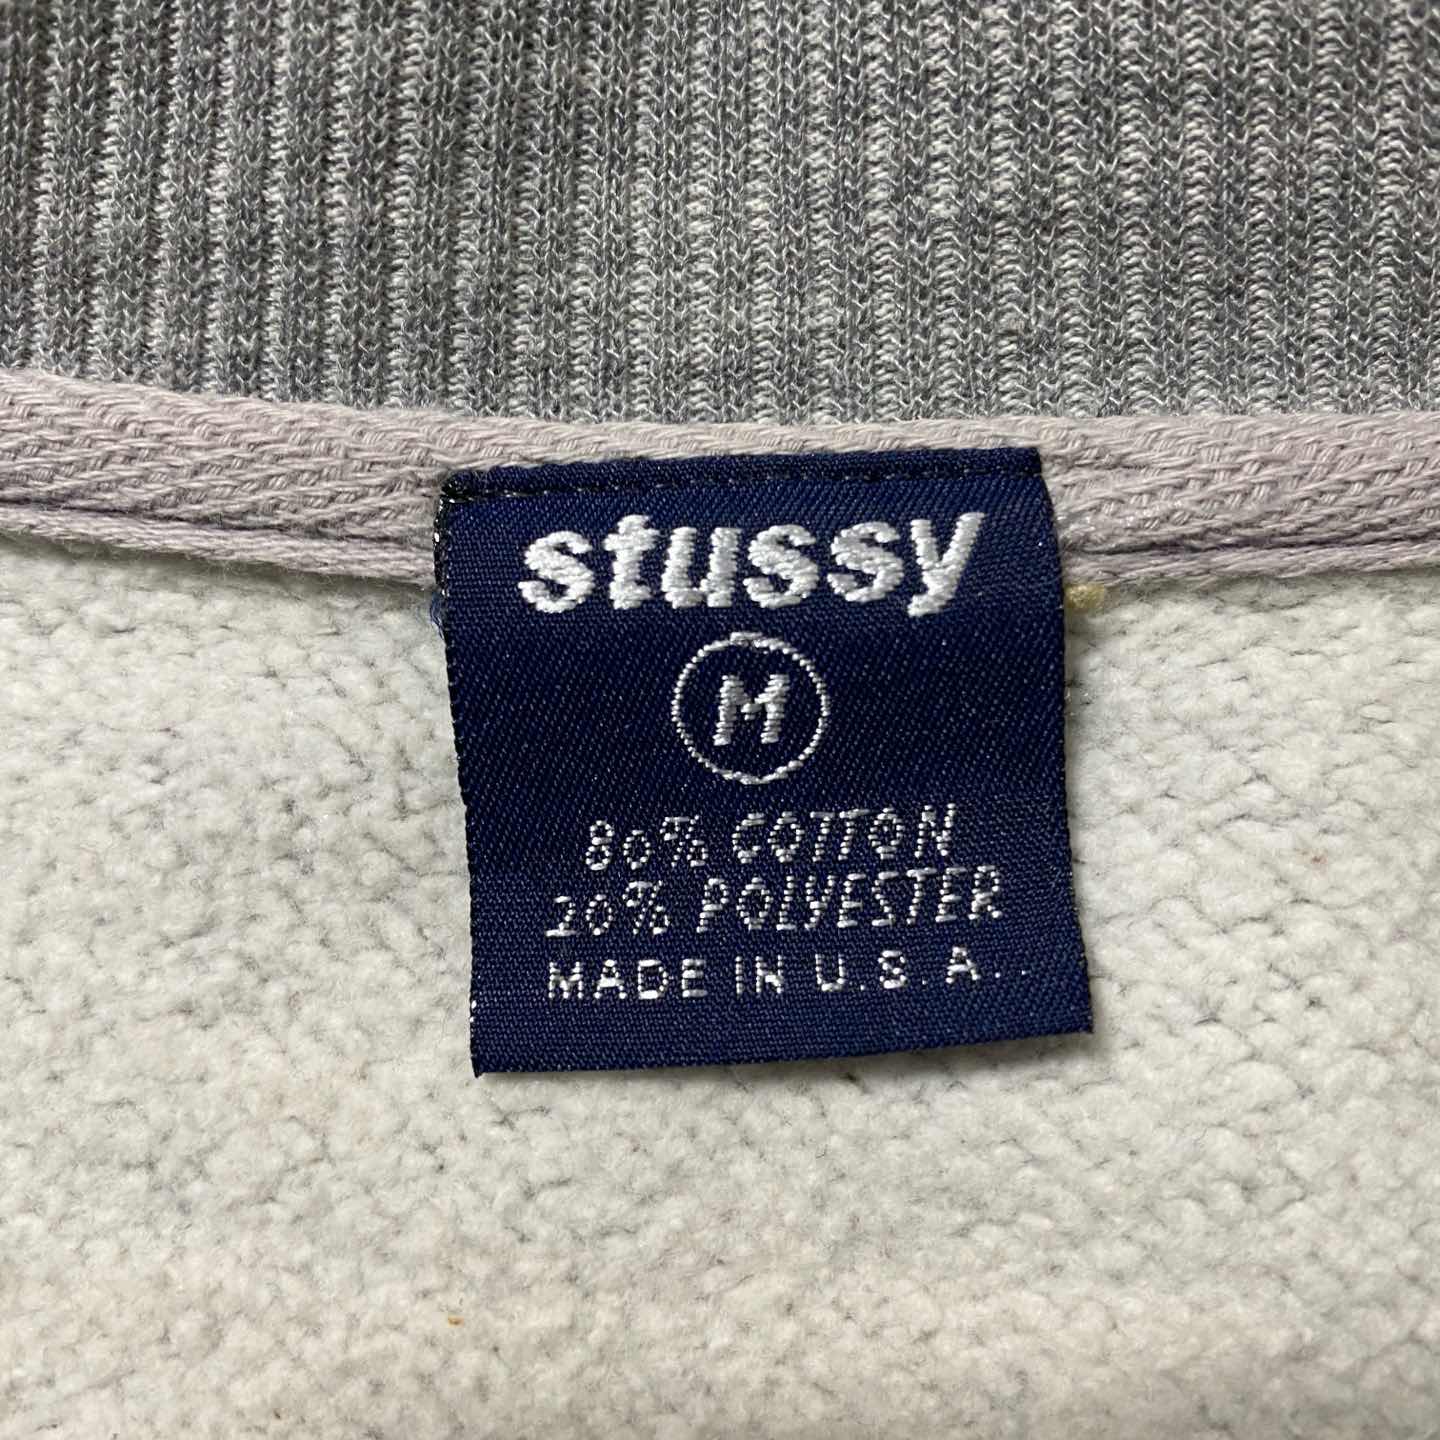 stussy
M
80% COTTON
20% POLYESTER
MADE IN U.S.A.